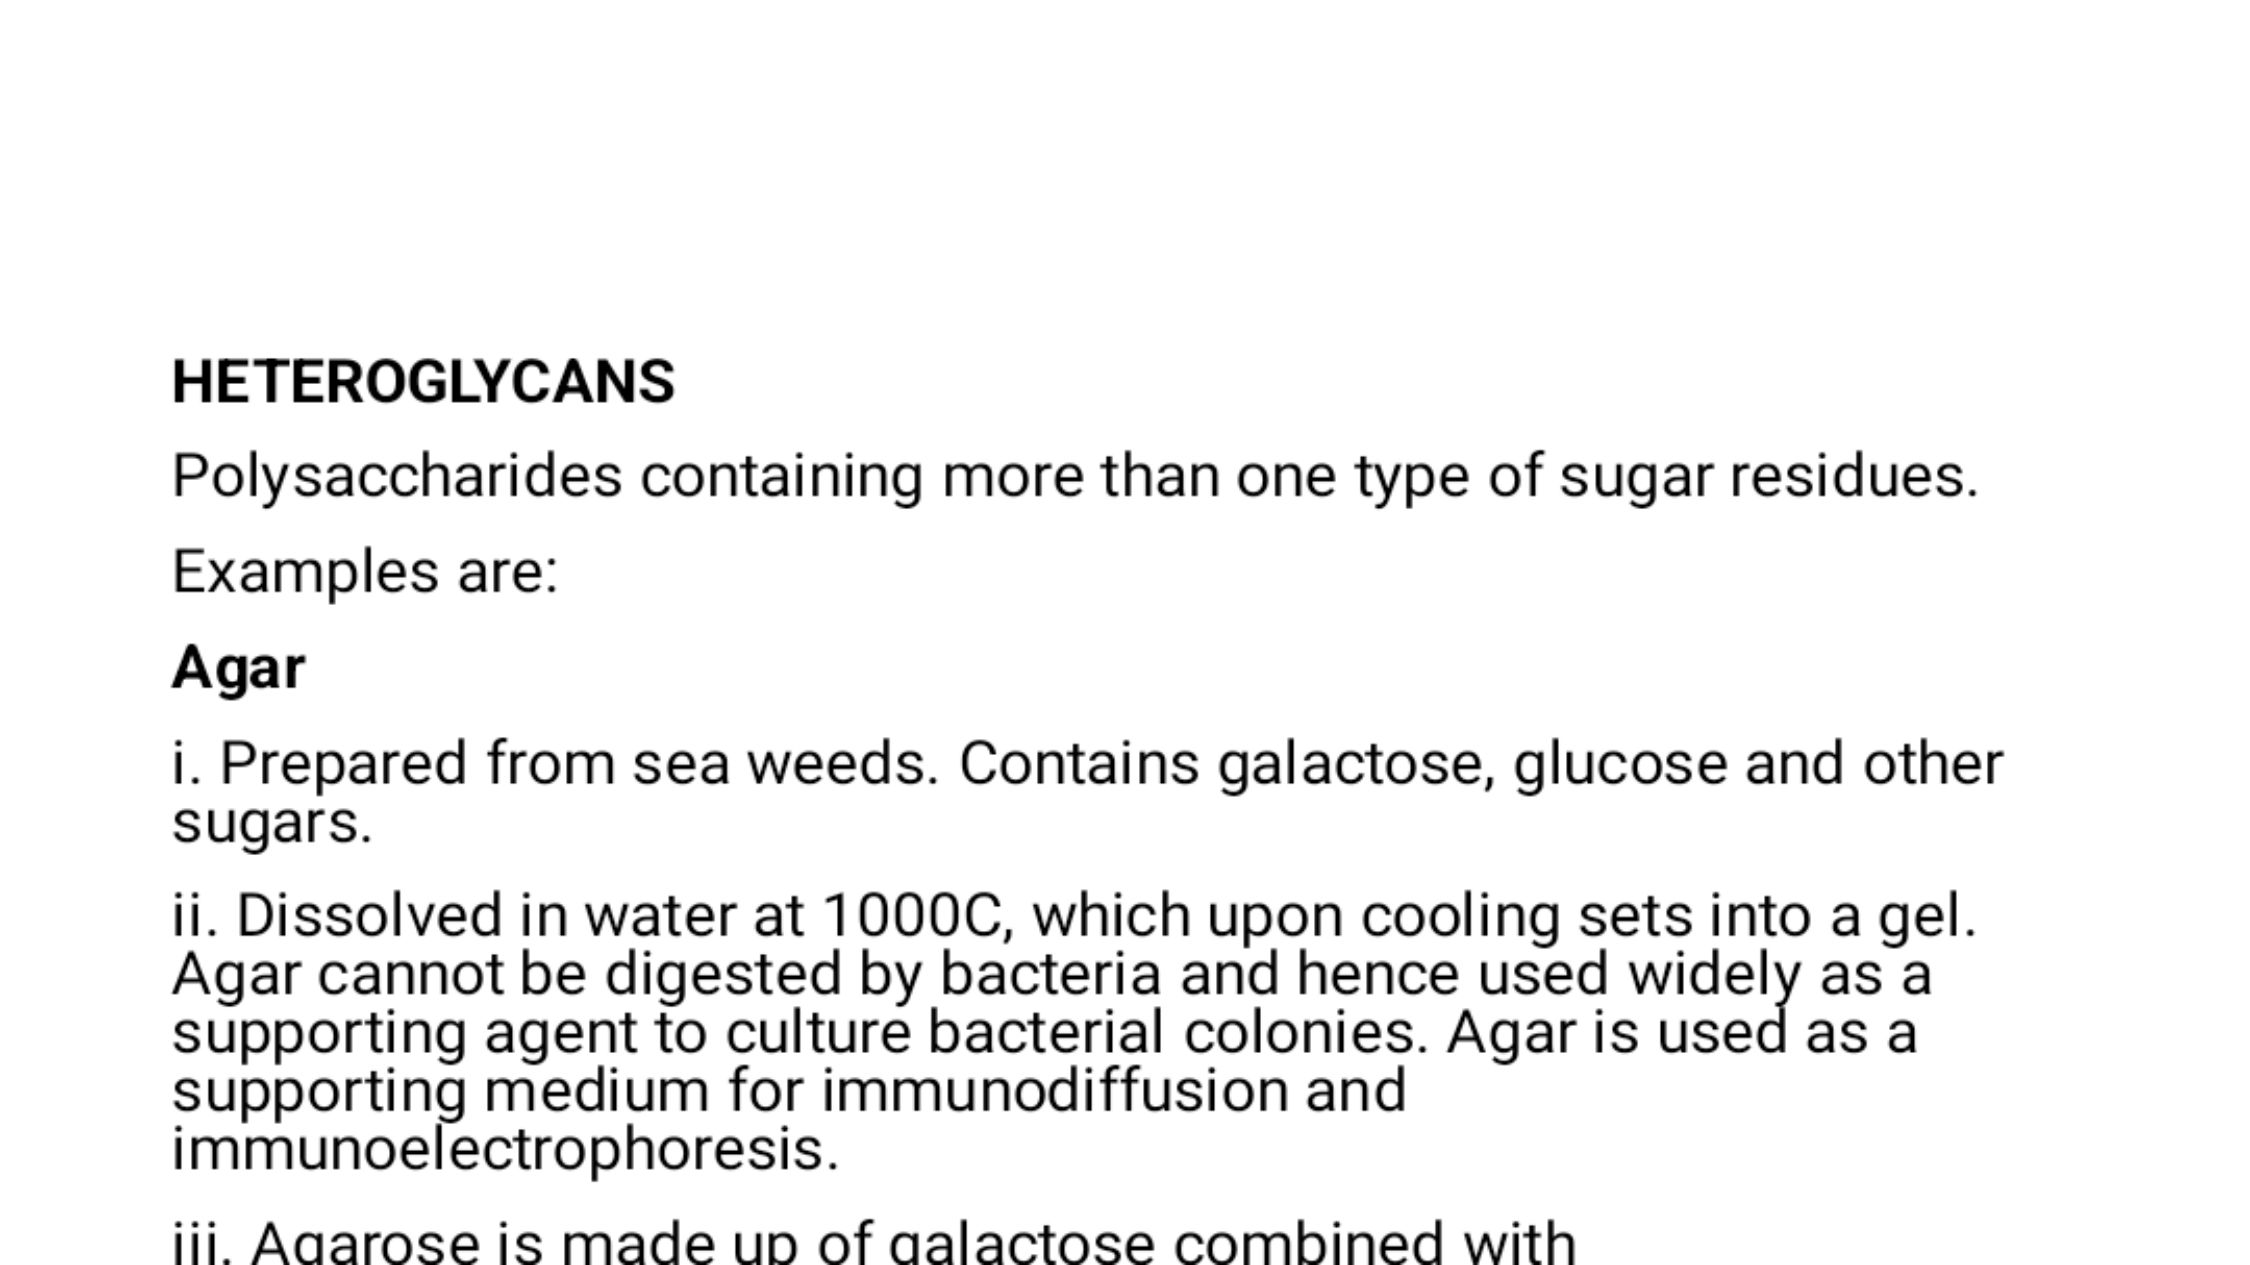 HETEROGLYCANS
Polysaccharides containing more than one type of sugar residues.
Examples are:
Agar
i. Prepared from sea weeds. Contains galactose, glucose and other
sugars.
ii. Dissolved in water at 1000C, which upon cooling sets into a gel.
Agar cannot be digested by bacteria and hence used widely as a
supporting agent to culture bacterial colonies. Agar is used as a
supporting medium for immunodiffusion and
immunoelectrophoresis.
iii. Agarose is made up of galactose combined with